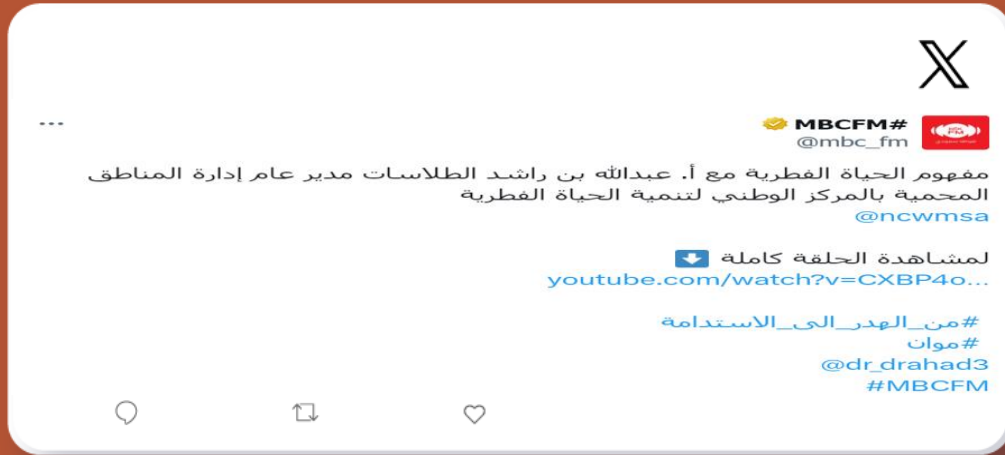 #MBCFM
@mbc_fm
مفهوم الحياة الفطرية مع أ. عبدالله بن راشد الطلاسات مدير عام إدارة المناطق
المحمية بالمركز الوطني لتنمية الحياة الفطرية
@ncwmsa
لمشاهدة الحلقة كاملة
youtube.com/watch?v=CXBP4o...
#من_الهدر_الى_الاستدامة
#موان
@dr_drahad3
#MBCFM